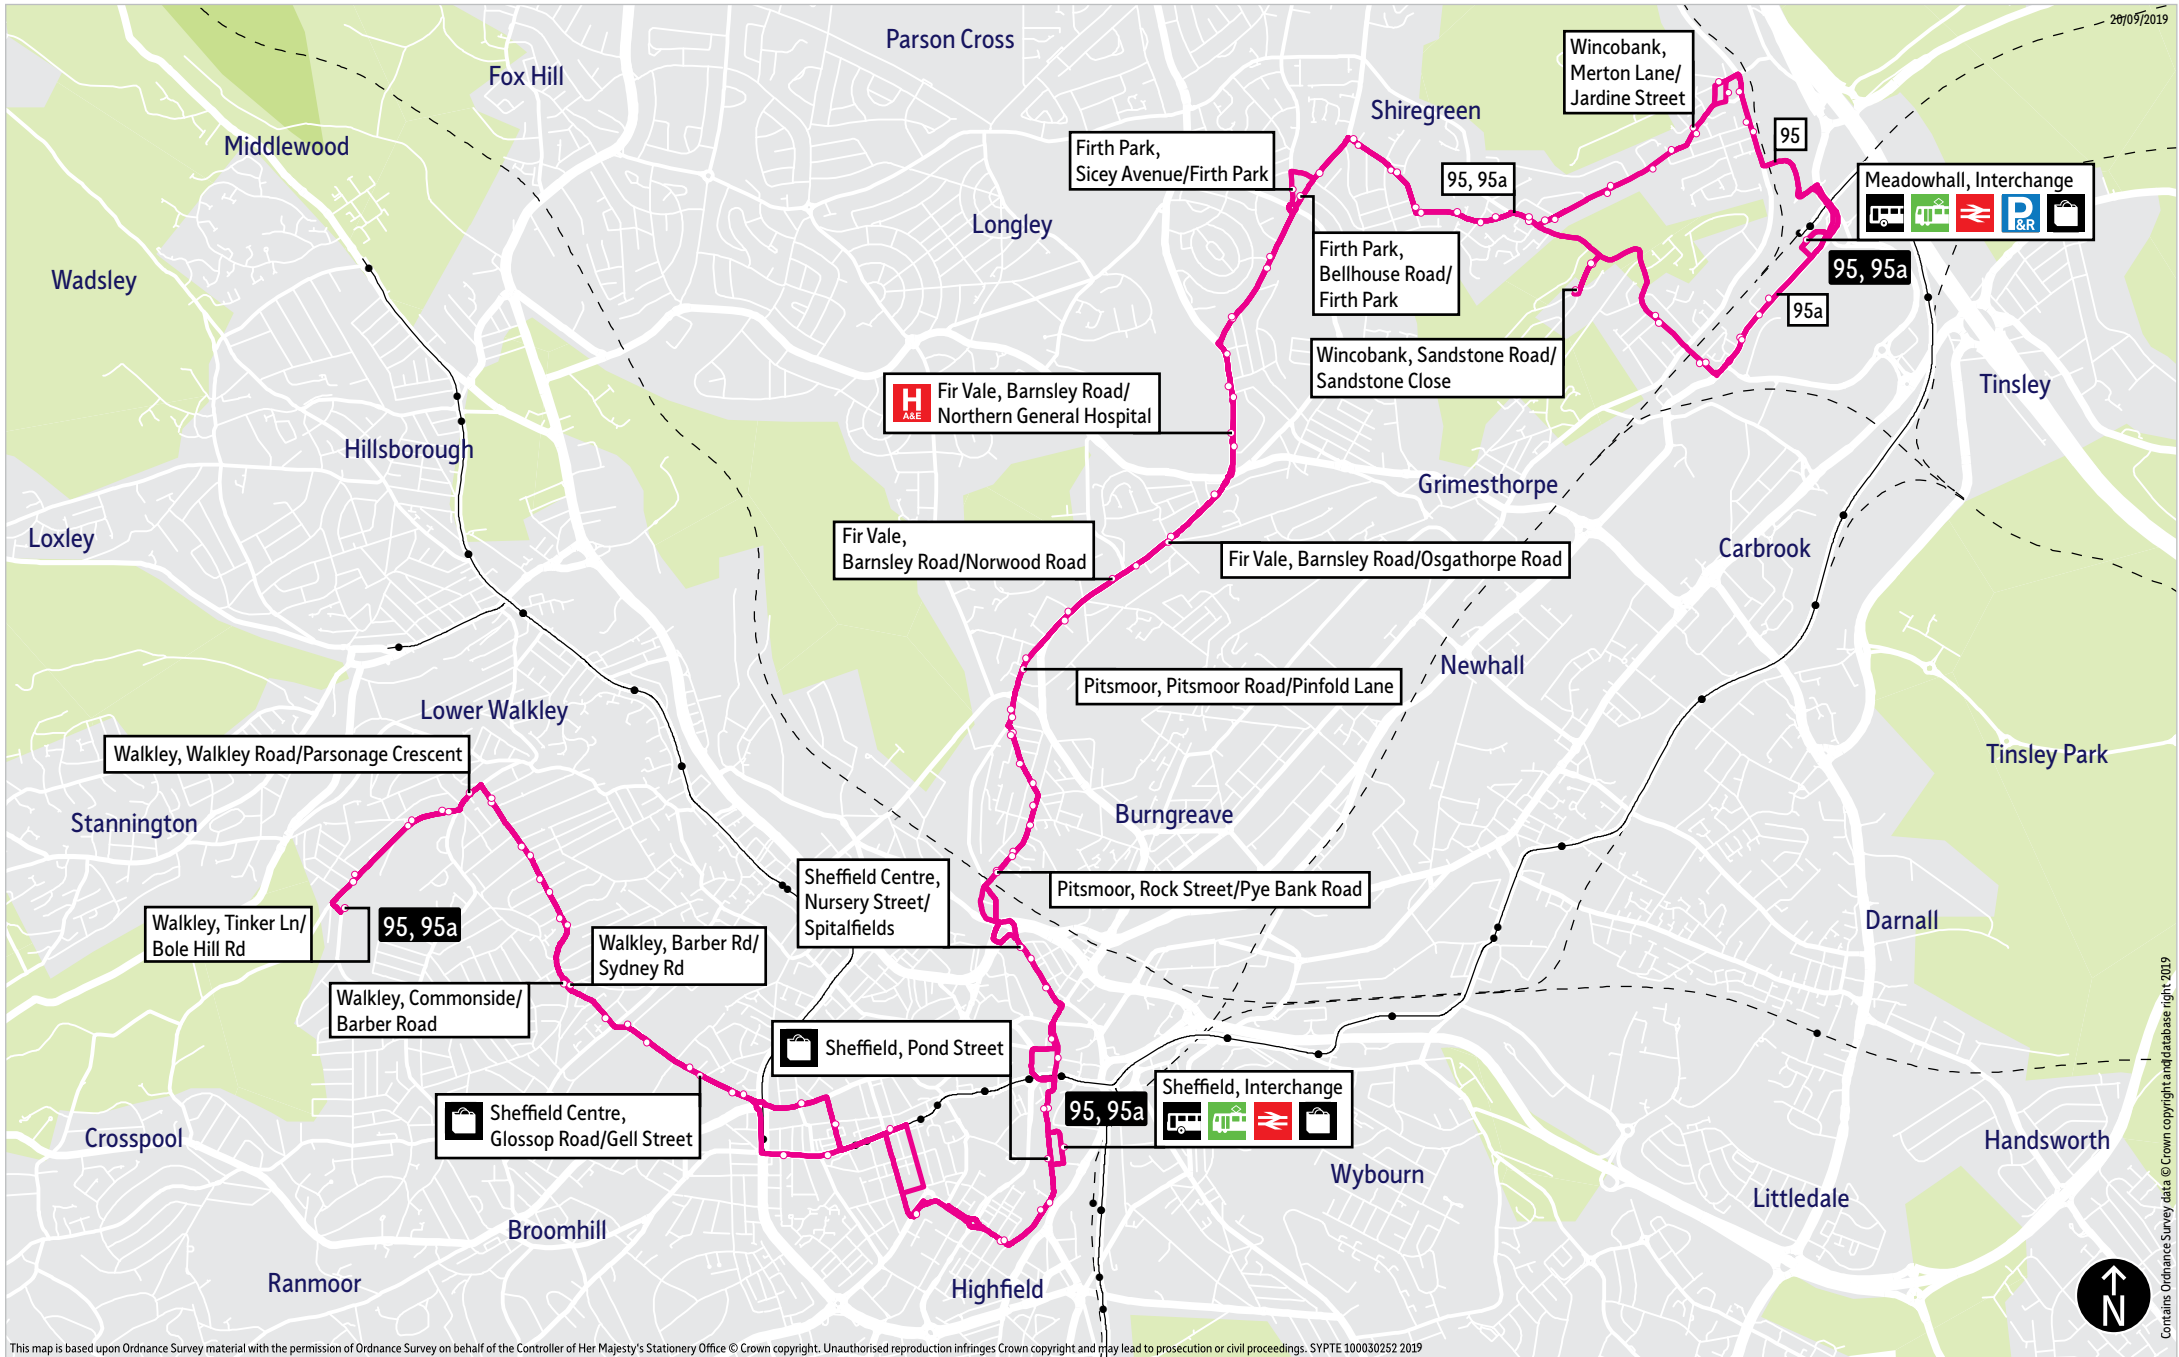 20/09/2019
Parson Cross
Fox Hill
Wincobank,
Merton Lane/
Jardine Street
Shiregreen
Middlewood
95
Firth Park,
Sicey Avenue/Firth Park
95, 95a
Meadowhall, Interchange
P&R
Longley
Firth Park,
Bellhouse Road/
Firth Park
95, 95a
Wadsley
95a
Wincobank, Sandstone Road/
Sandstone Close
Tinsley
H
A&E
Fir Vale, Barnsley Road/
Northern General Hospital
Hillsborough
Grimesthorpe
Loxley
Fir Vale,
Barnsley Road/Norwood Road
Fir Vale, Barnsley Road/Osgathorpe Road
Carbrook
Newhall
Pitsmoor, Pitsmoor Road/Pinfold Lane
Lower Walkley
Walkley, Walkley Road/Parsonage Crescent
Tinsley Park
Stannington
Burngreave
Sheffield Centre,
Nursery Street/
Spitalfields
Pitsmoor, Rock Street/Pye Bank Road
Walkley, Tinker Ln/
Bole Hill Rd
95, 95a
Darnall
Walkley, Barber Rd/
Sydney Rd
Walkley, Commonside/
Barber Road
Sheffield, Pond Street
Sheffield, Interchange
95, 95a
Sheffield Centre,
Glossop Road/Gell Street
Crosspool
Handsworth
Wybourn
Littledale
Broomhill
Ranmoor
Highfield
N
Contains Ordnance Survey data © Crown copyright and database right 2019
This map is based upon Ordnance Survey material with the permission of Ordnance Survey on behalf of the Controller of Her Majesty's Stationery Office © Crown copyright. Unauthorised reproduction infringes Crown copyright and may lead to prosecution or civil proceedings. SYPTE 100030252 2019